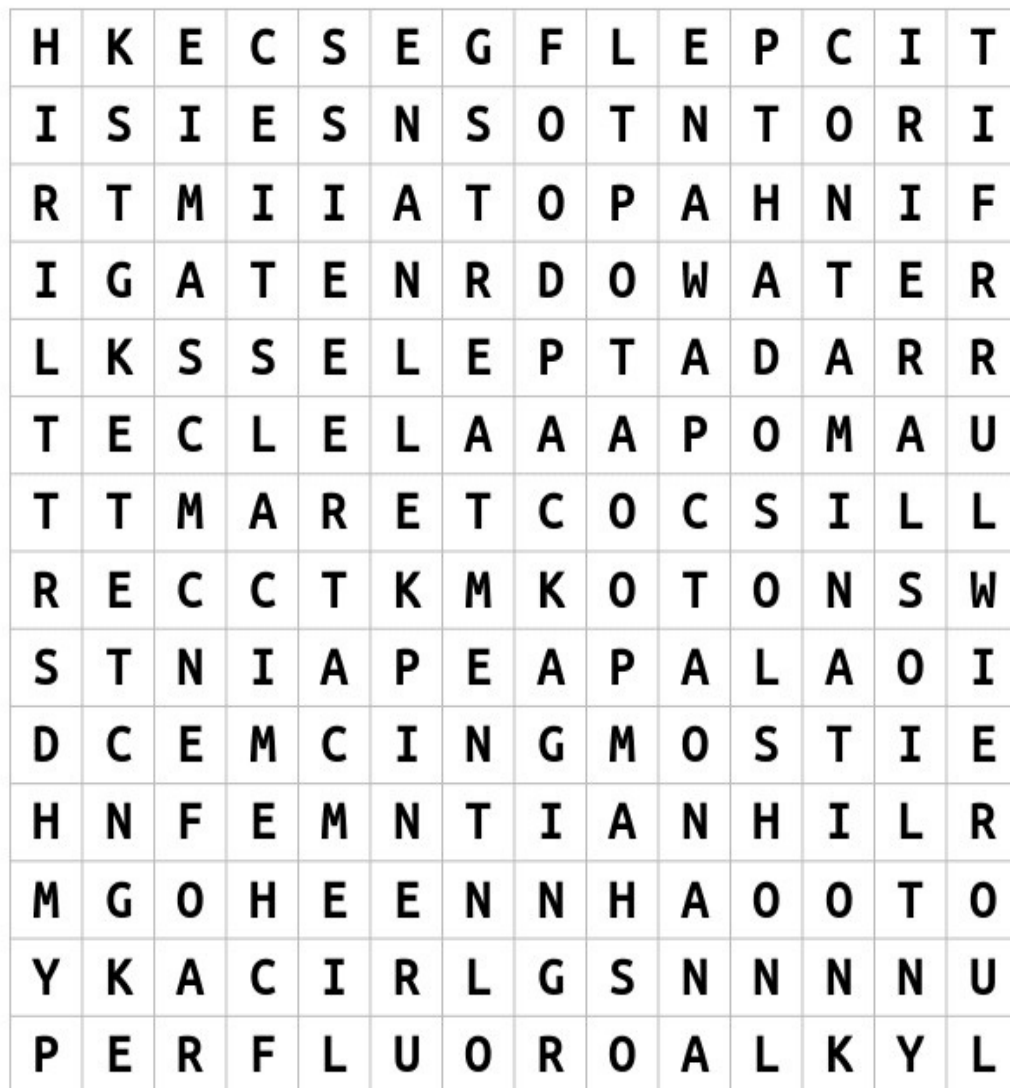 H K E C S E G F L E P C I T
I S I E S N S O T N T O R I
R T M I I A T O P A H N I F
I G A T E N R D O W A T E R
L K S S E L E P T A D A R R
T E C L E L A A A P O M A U
T T M A R E T C O C S I L L
R E C C T K M K O T O N S W
S T N I A P E A P A L A O I
D C E M C I N G M O S T I E
H N F E M N T I A N H I L R
M G O H E E N N H A O O T O
Y K A C I R L G S N N N N U
P E R F L U O R O A L K Y L